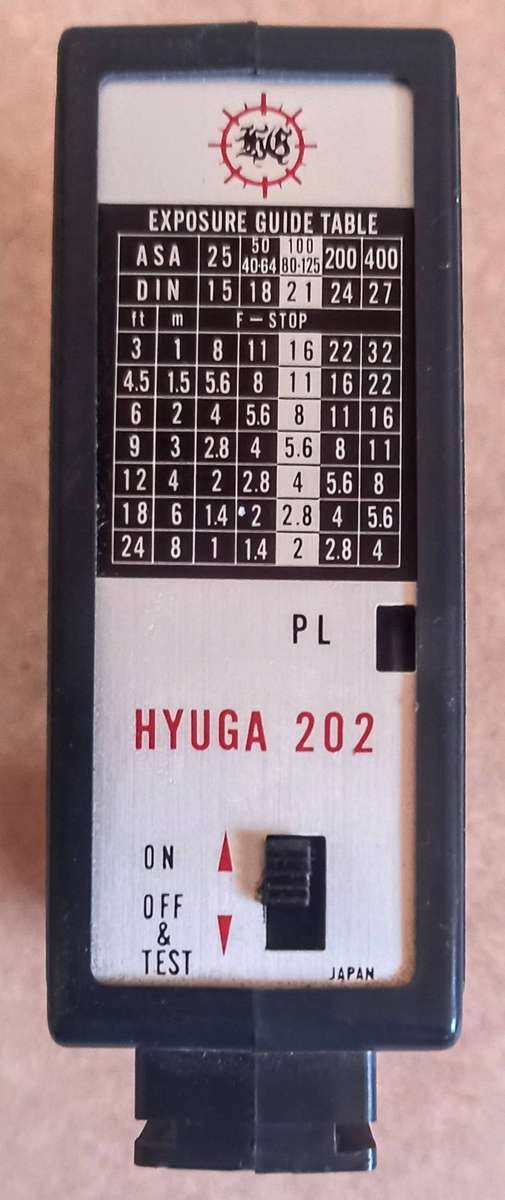 HG
EXPOSURE GUIDE TABLE
ASA 25 50 40·64 100 80·125 200 400
DIN 15 18 21 24 27
ft m F–STOP
3 1 8 11 16 22 32
4.5 1.5 5.6 8 11 16 22
6 2 4 5.6 8 11 16
9 3 2.8 4 5.6 8 11
12 4 2 2.8 4 5.6 8
18 6 1.4 2 2.8 4 5.6
24 8 1 1.4 2 2.8 4
PL
HYUGA 202
ON
OFF
&
TEST
JAPAN